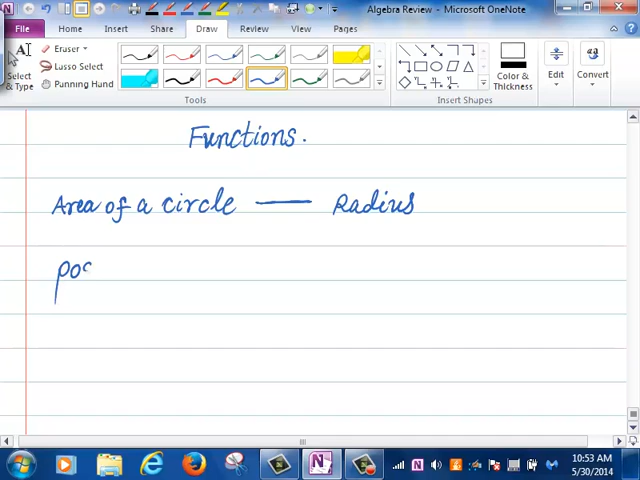 Algebra Review - Microsoft OneNote
File Home Insert Share Draw Review View
Select & Type
Eraser
Lasso Select
Panning Hand
Tools
Insert Shapes
Color & Thickness
Edit
Convert
Functions.
Area of a circle — Radius
poc
10:53 AM
5/30/2014